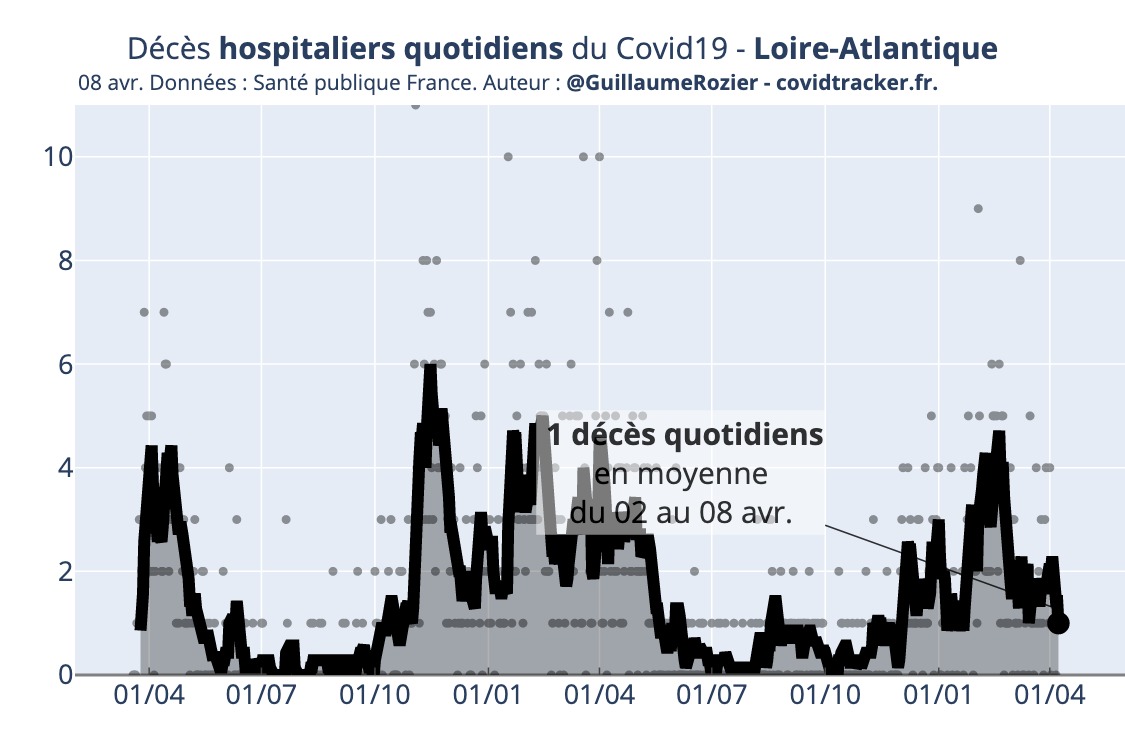 Décès hospitaliers quotidiens du Covid19 - Loire-Atlantique
08 avr. Données : Santé publique France. Auteur : @GuillaumeRozier - covidtracker.fr.
10
8
6
4
2
0
1 décès quotidiens
en moyenne
du 02 au 08 avr.
01/04 01/07 01/10 01/01 01/04 01/07 01/10 01/01 01/04